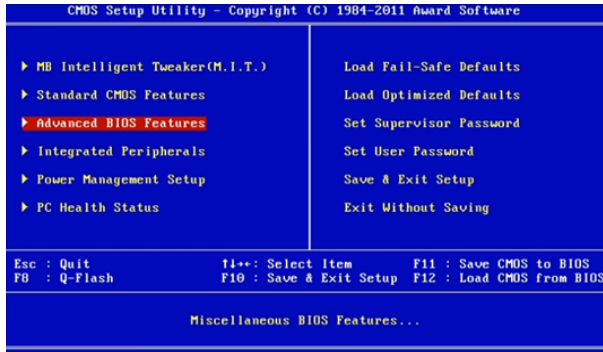 CMOS Setup Utility - Copyright (C) 1984-2011 Award Software
MB Intelligent Tweaker(M.I.T.)
Standard CMOS Features
Advanced BIOS Features
Integrated Peripherals
Power Management Setup
PC Health Status
Load Fail-Safe Defaults
Load Optimized Defaults
Set Supervisor Password
Set User Password
Save & Exit Setup
Exit Without Saving
Esc : Quit ↑↓→←: Select Item F11 : Save CMOS to BIOS
F8 : Q-Flash F10 : Save & Exit Setup F12 : Load CMOS from BIOS
Miscellaneous BIOS Features...